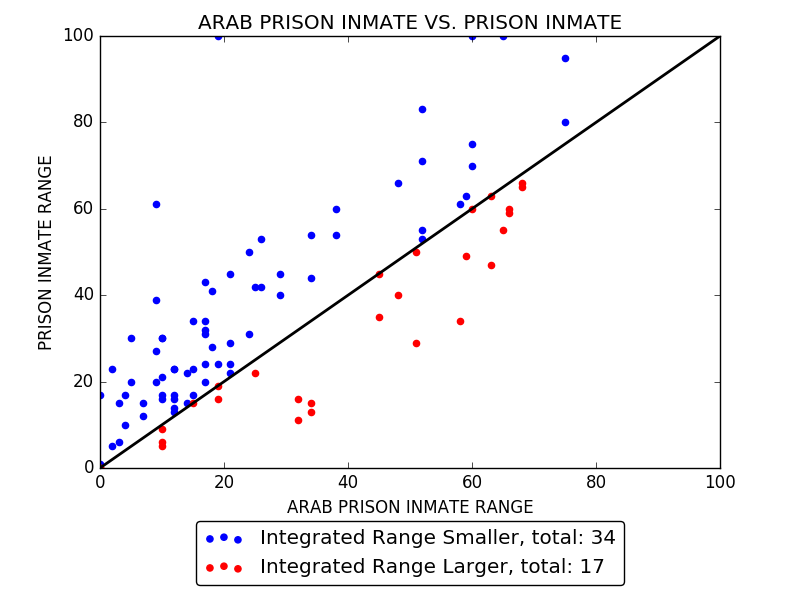 ARAB PRISON INMATE VS. PRISON INMATE
100
80
60
40
20
0
PRISON INMATE RANGE
0 20 40 60 80 100
ARAB PRISON INMATE RANGE
Integrated Range Smaller, total: 34
Integrated Range Larger, total: 17